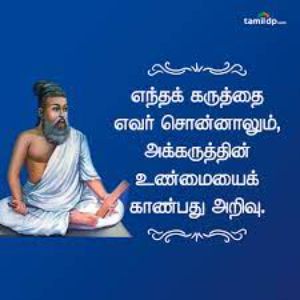 tamildp.com
எந்தக் கருத்தை
எவர் சொன்னாலும்,
அக்கருத்தின்
உண்மையைக்
காண்பது அறிவு.